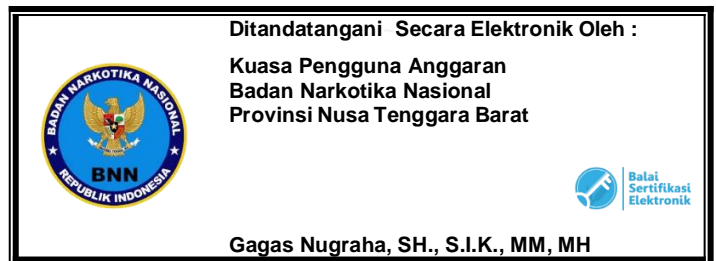 Ditandatangani Secara Elektronik Oleh :
Kuasa Pengguna Anggaran
Badan Narkotika Nasional
Provinsi Nusa Tenggara Barat
BADAN NARKOTIKA NASIONAL
BNN
REPUBLIK INDONESIA
Balai
Sertifikasi
Elektronik
Gagas Nugraha, SH., S.I.K., MM, MH